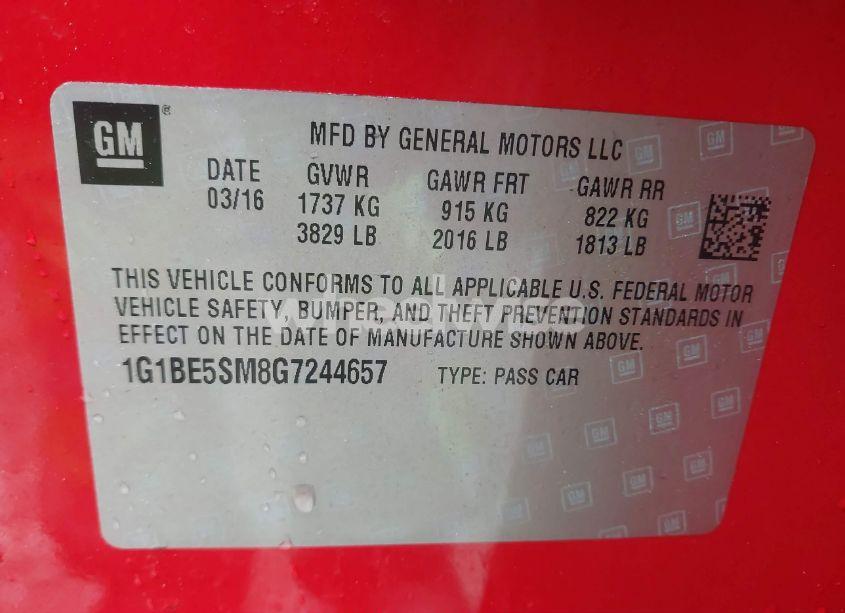 GM®
MFD BY GENERAL MOTORS LLC
DATE GVWR GAWR FRT GAWR RR
03/16 1737 KG 915 KG 822 KG
3829 LB 2016 LB 1813 LB
THIS VEHICLE CONFORMS TO ALL APPLICABLE U.S. FEDERAL MOTOR
VEHICLE SAFETY, BUMPER, AND THEFT PREVENTION STANDARDS IN
EFFECT ON THE DATE OF MANUFACTURE SHOWN ABOVE.
1G1BE5SM8G7244657 TYPE: PASS CAR